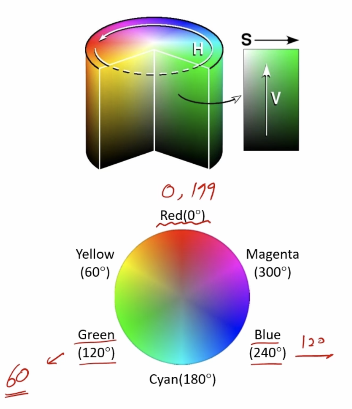 H
S
V
0, 179
Red(0°)
Yellow
(60°)
Magenta
(300°)
Green
(120°)
Blue
(240°)
120
60
Cyan(180°)